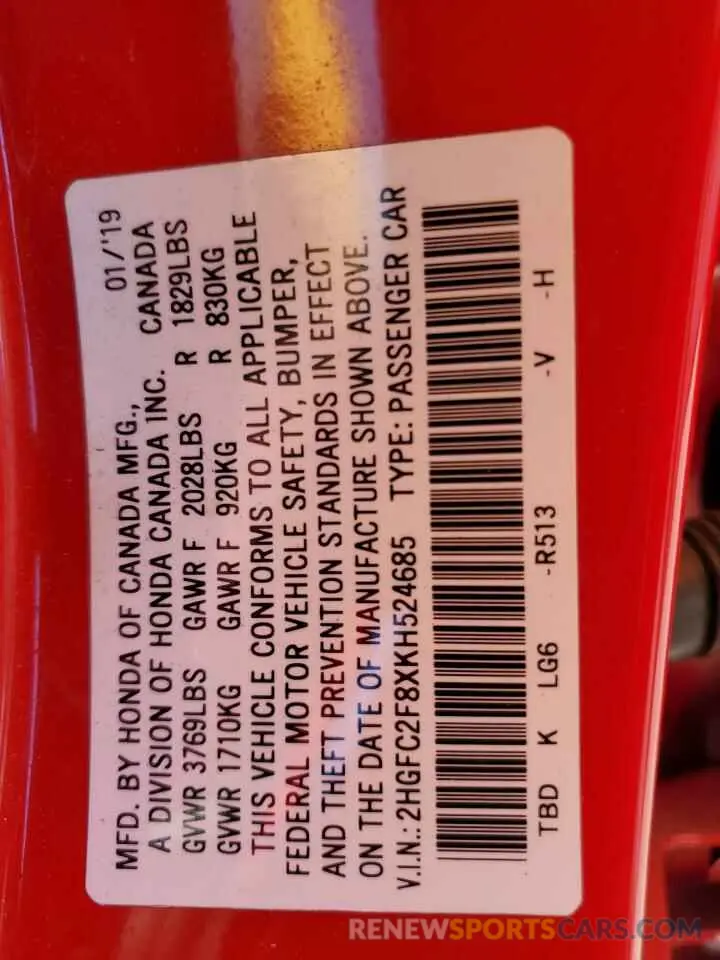 MFD. BY HONDA OF CANADA MFG., 01/'19
A DIVISION OF HONDA CANADA INC. CANADA
GVWR 3769LBS GAWR F 2028LBS R 1829LBS
GVWR 1710KG GAWR F 920KG R 830KG
THIS VEHICLE CONFORMS TO ALL APPLICABLE
FEDERAL MOTOR VEHICLE SAFETY, BUMPER,
AND THEFT PREVENTION STANDARDS IN EFFECT
ON THE DATE OF MANUFACTURE SHOWN ABOVE.
V.I.N.: 2HGFC2F8XKH524685 TYPE: PASSENGER CAR
TBD K LG6 -R513 -V -H
RENEWSPORTSCARS.COM